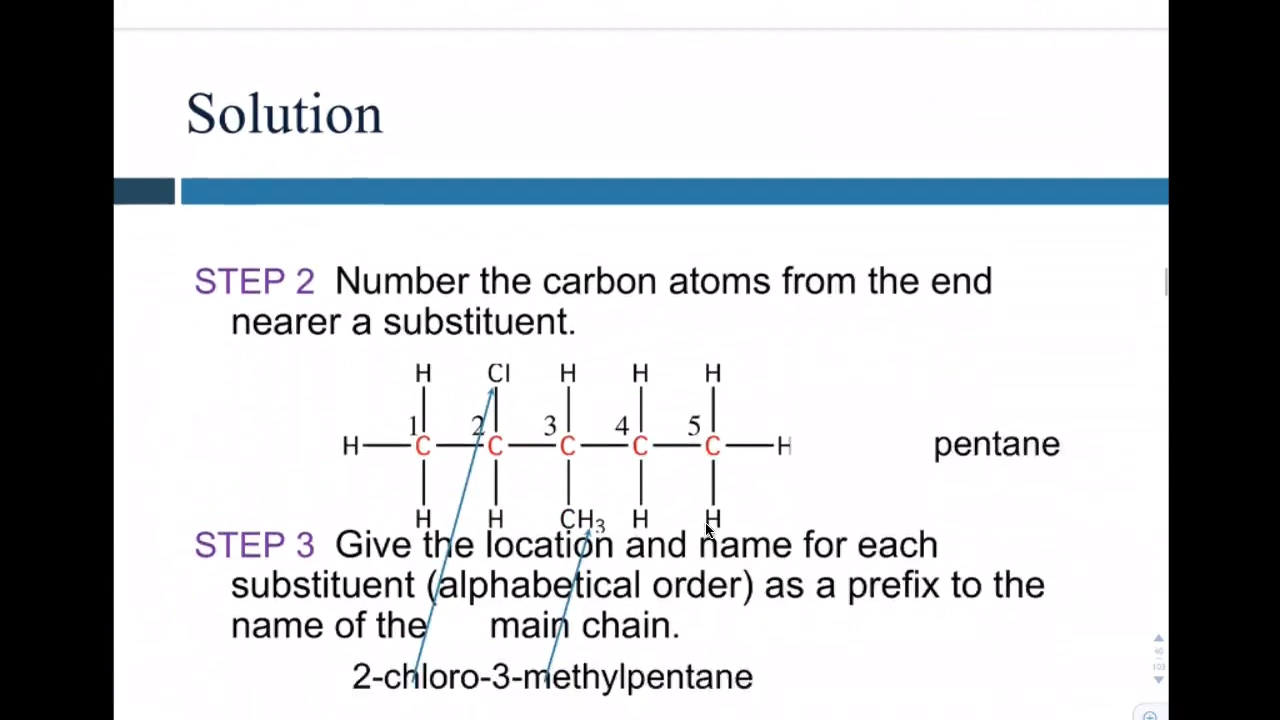 Solution
STEP 2 Number the carbon atoms from the end
nearer a substituent.
H Cl H H H
1 2 3 4 5
H C C C C C H
pentane
H H CH3 H H
STEP 3 Give the location and name for each
substituent (alphabetical order) as a prefix to the
name of the main chain.
2-chloro-3-methylpentane